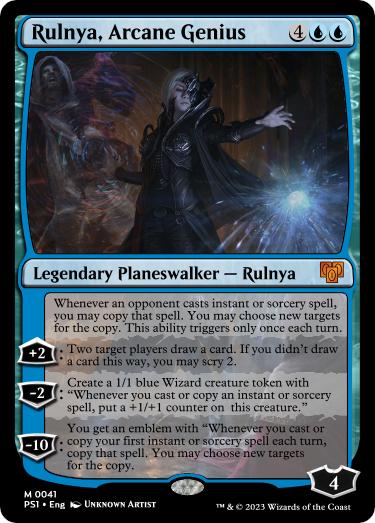 Rulnya, Arcane Genius 4
Legendary Planeswalker — Rulnya
Whenever an opponent casts instant or sorcery spell,
you may copy that spell. You may choose new targets
for the copy. This ability triggers only once each turn.
+2: Two target players draw a card. If you didn't draw
a card this way, you may scry 2.
Create a 1/1 blue Wizard creature token with
-2: “Whenever you cast or copy an instant or sorcery
spell, put a +1/+1 counter on this creature.”
You get an emblem with “Whenever you cast or
copy your first instant or sorcery spell each turn,
-10: copy that spell. You may choose new targets
for the copy.
4
M 0041
PS1 • Eng Unknown Artist
™ & © 2023 Wizards of the Coast